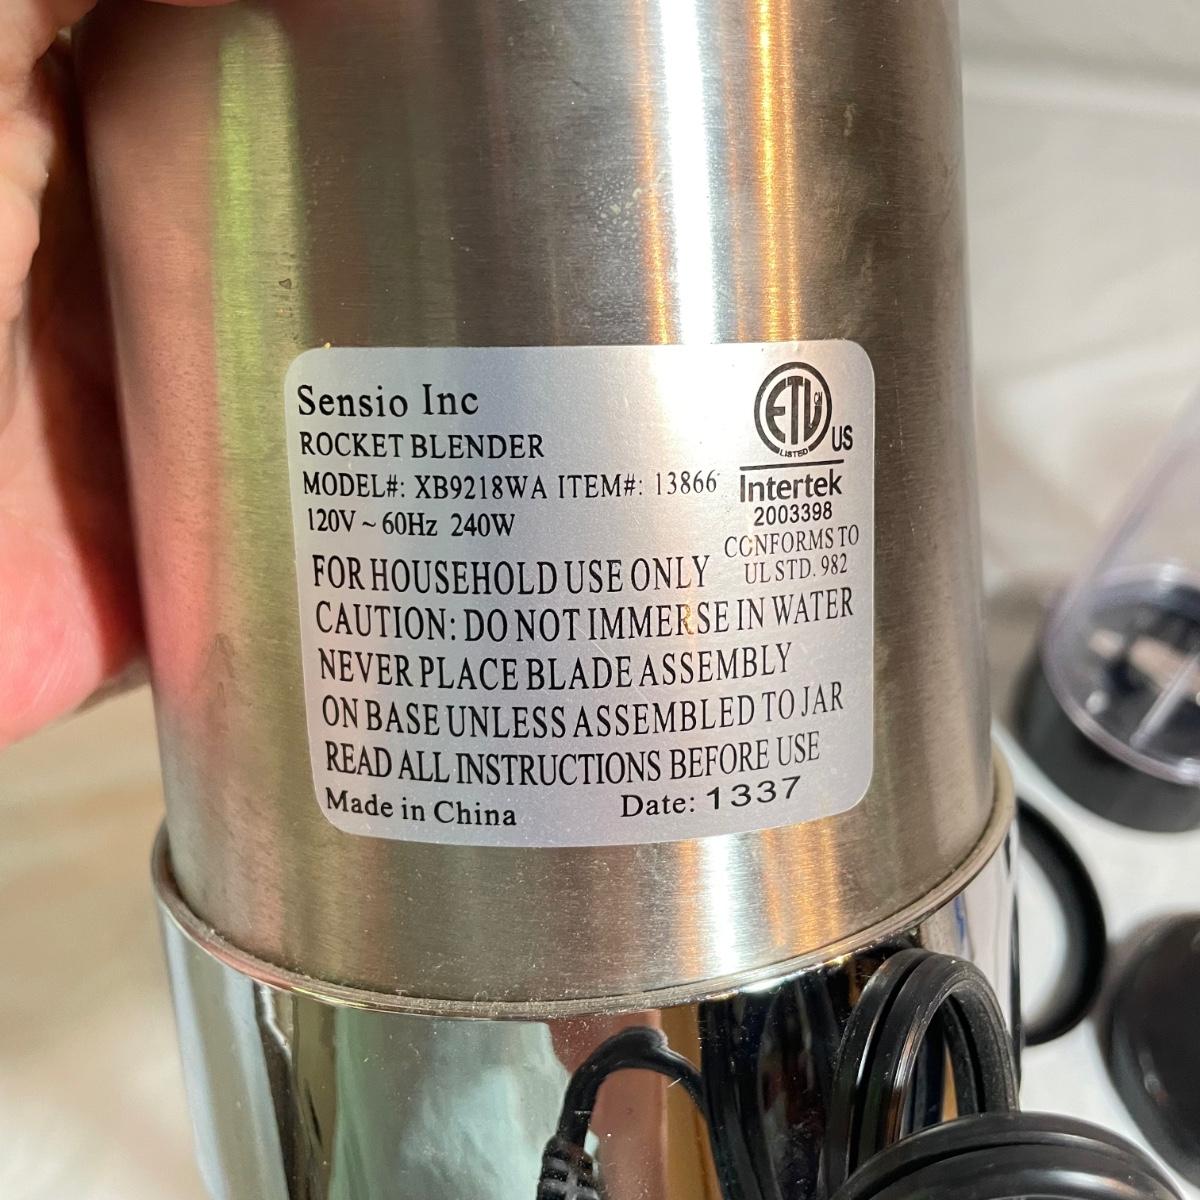 Sensio Inc
ROCKET BLENDER
MODEL#: XB9218WA ITEM#: 13866
120V ~ 60Hz 240W
ETL
CM
LISTED
US
Intertek
2003398
CONFORMS TO
UL STD. 982
FOR HOUSEHOLD USE ONLY
CAUTION: DO NOT IMMERSE IN WATER
NEVER PLACE BLADE ASSEMBLY
ON BASE UNLESS ASSEMBLED TO JAR
READ ALL INSTRUCTIONS BEFORE USE
Made in China Date: 1337